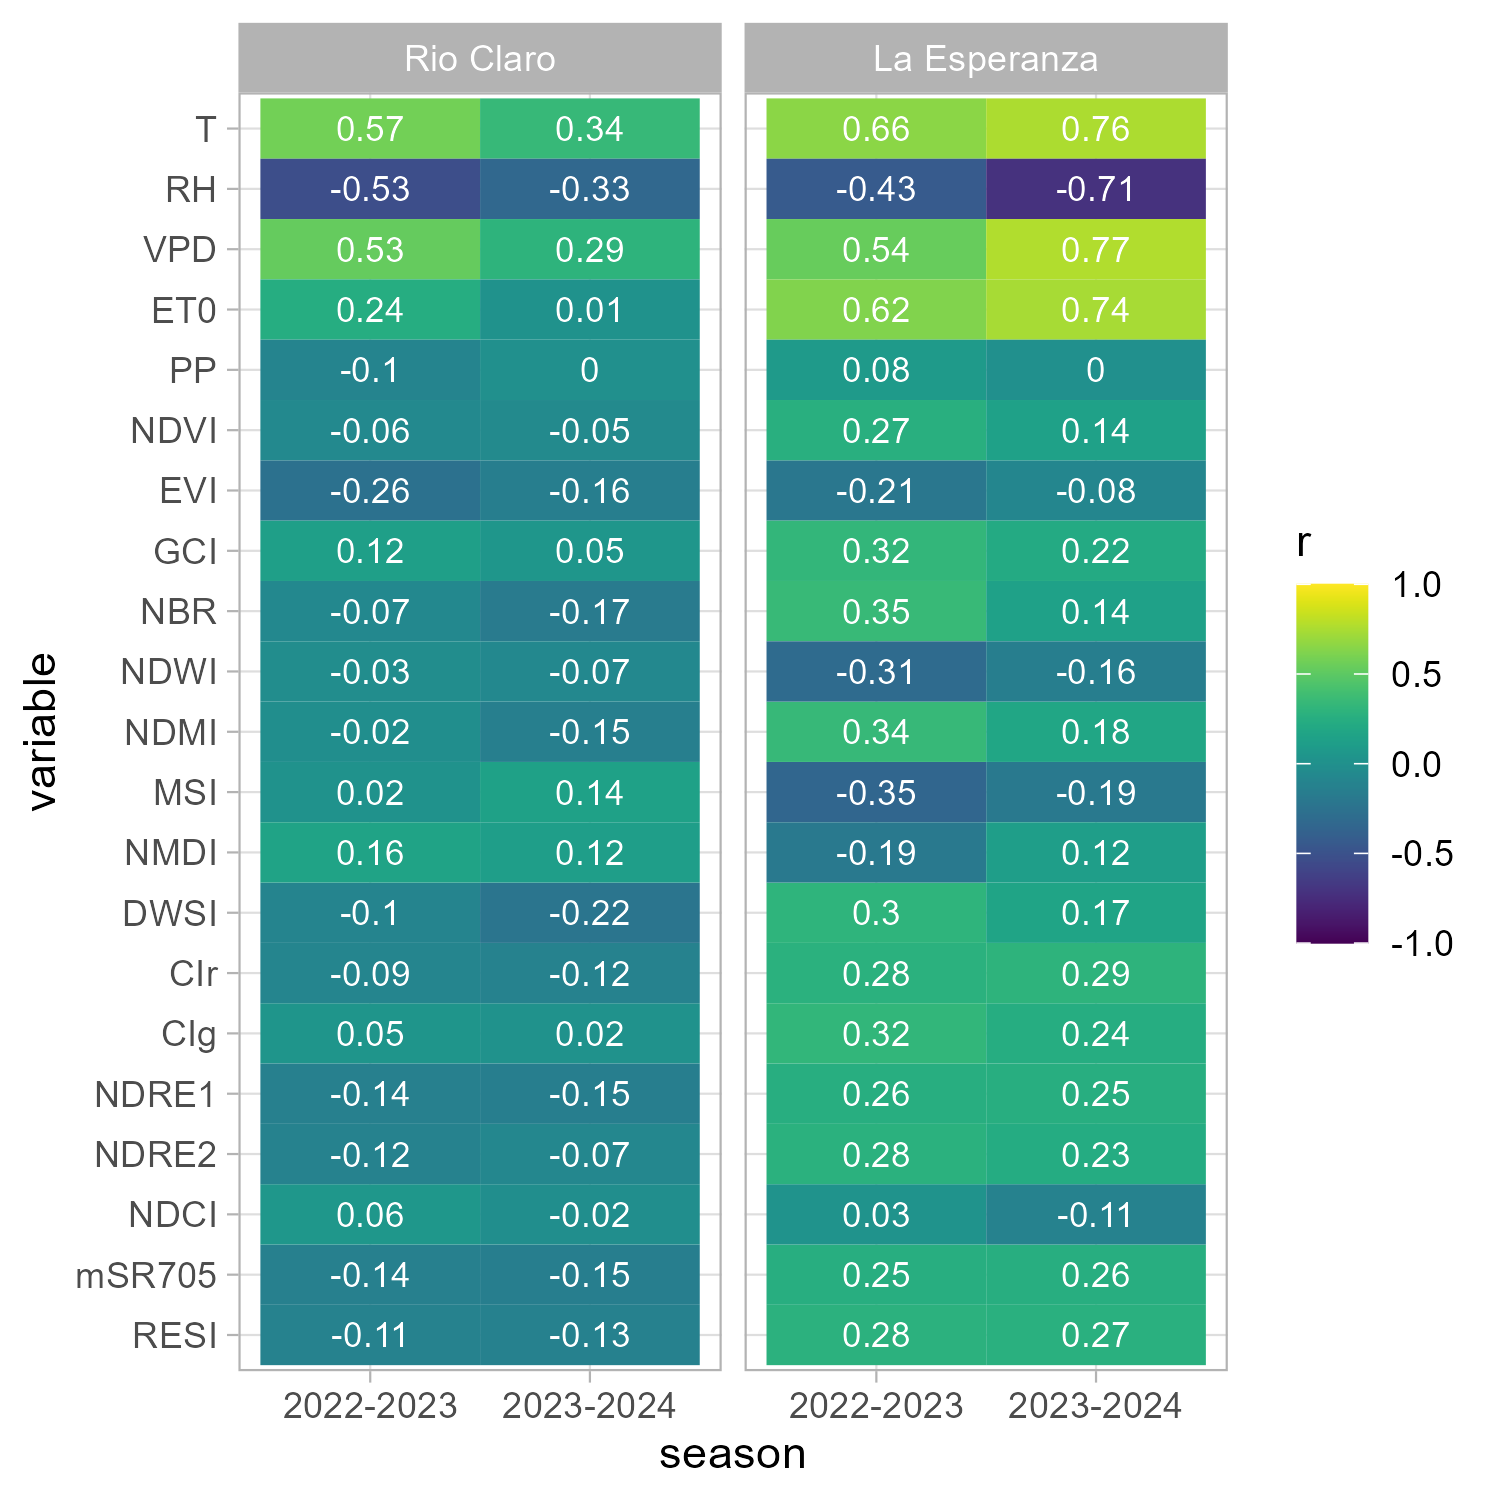 Rio Claro La Esperanza
T 0.57 0.34 0.66 0.76
RH -0.53 -0.33 -0.43 -0.71
VPD 0.53 0.29 0.54 0.77
ET0 0.24 0.01 0.62 0.74
PP -0.1 0 0.08 0
NDVI -0.06 -0.05 0.27 0.14
EVI -0.26 -0.16 -0.21 -0.08
GCI 0.12 0.05 0.32 0.22
NBR -0.07 -0.17 0.35 0.14
NDWI -0.03 -0.07 -0.31 -0.16
NDMI -0.02 -0.15 0.34 0.18
MSI 0.02 0.14 -0.35 -0.19
NMDI 0.16 0.12 -0.19 0.12
DWSI -0.1 -0.22 0.3 0.17
CIr -0.09 -0.12 0.28 0.29
CIg 0.05 0.02 0.32 0.24
NDRE1 -0.14 -0.15 0.26 0.25
NDRE2 -0.12 -0.07 0.28 0.23
NDCI 0.06 -0.02 0.03 -0.11
mSR705 -0.14 -0.15 0.25 0.26
RESI -0.11 -0.13 0.28 0.27
2022-2023 2023-2024 2022-2023 2023-2024
season
variable
r
1.0
0.5
0.0
-0.5
-1.0